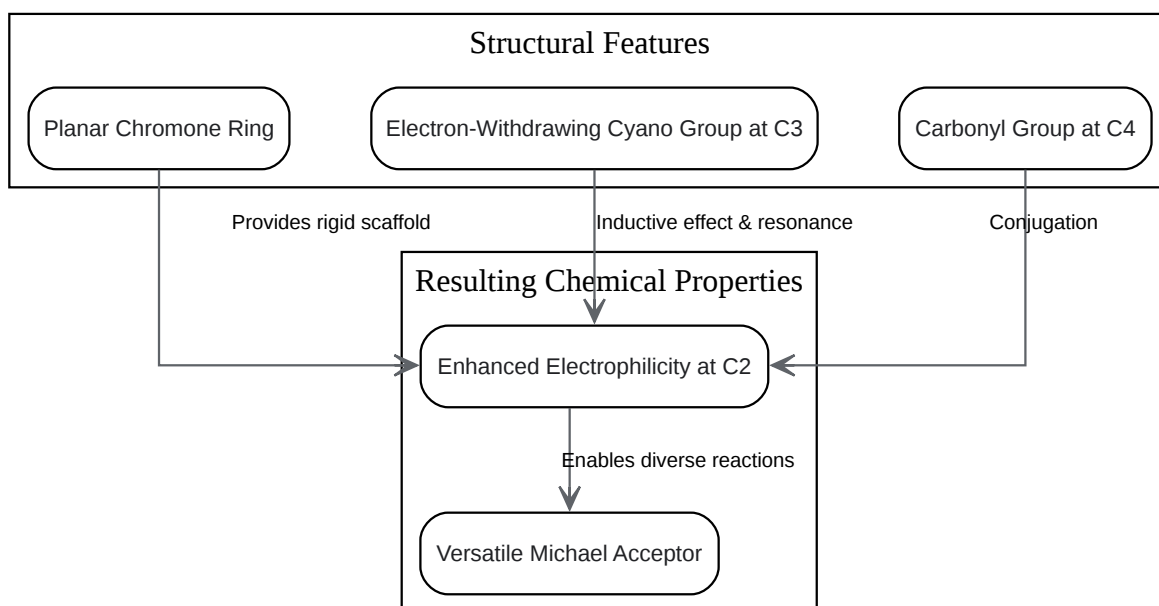 Structural Features
Planar Chromone Ring
Electron-Withdrawing Cyano Group at C3
Carbonyl Group at C4
Provides rigid scaffold
Inductive effect & resonance
Conjugation
Resulting Chemical Properties
Enhanced Electrophilicity at C2
Enables diverse reactions
Versatile Michael Acceptor